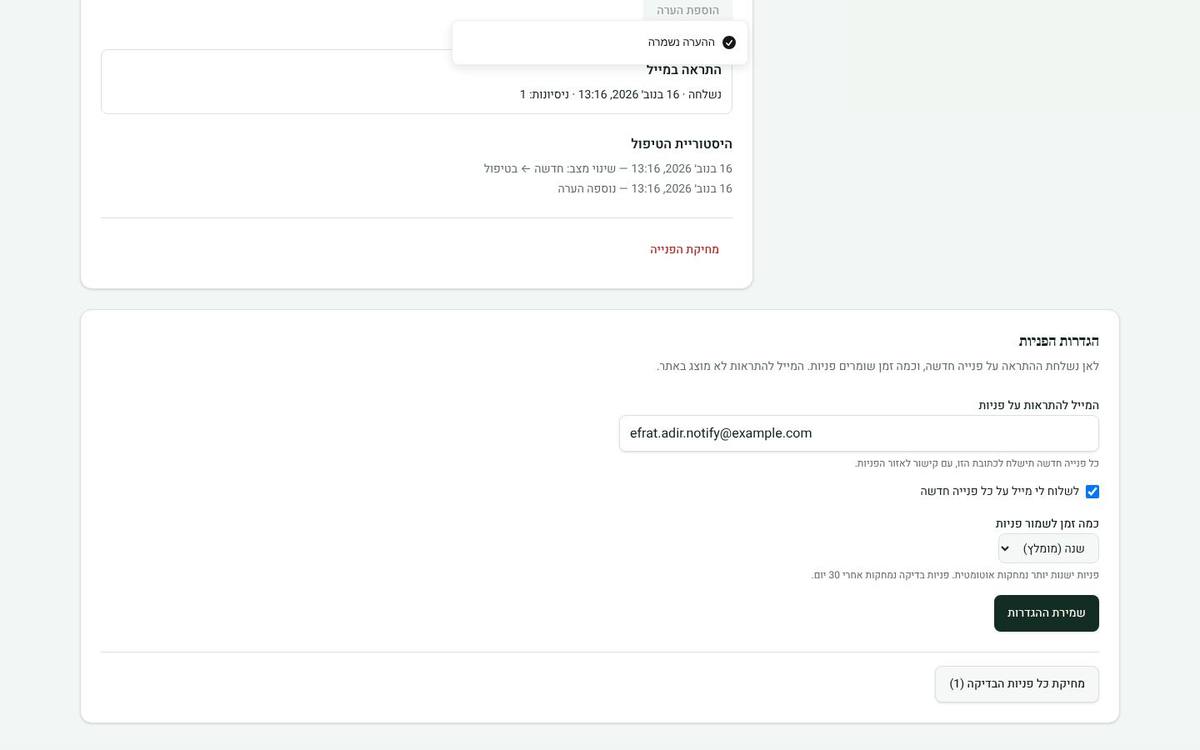 הוספת הערה
ההערה נשמרה
התראה במייל
נשלחה · 16 בנוב׳ 2026, 13:16 · ניסיונות: 1
היסטוריית הטיפול
16 בנוב׳ 2026, 13:16 — שינוי מצב: חדשה ← בטיפול
16 בנוב׳ 2026, 13:16 — נוספה הערה
מחיקת הפנייה
הגדרות הפניות
לאן נשלחת ההתראה על פנייה חדשה, וכמה זמן שומרים פניות. המייל להתראות לא מוצג באתר.
המייל להתראות על פניות
efrat.adir.notify@example.com
כל פנייה חדשה תישלח לכתובת הזו, עם קישור לאזור הפניות.
לשלוח לי מייל על כל פנייה חדשה
כמה זמן לשמור פניות
שנה (מומלץ)
פניות ישנות יותר נמחקות אוטומטית. פניות בדיקה נמחקות אחרי 30 יום.
שמירת ההגדרות
מחיקת כל פניות הבדיקה (1)